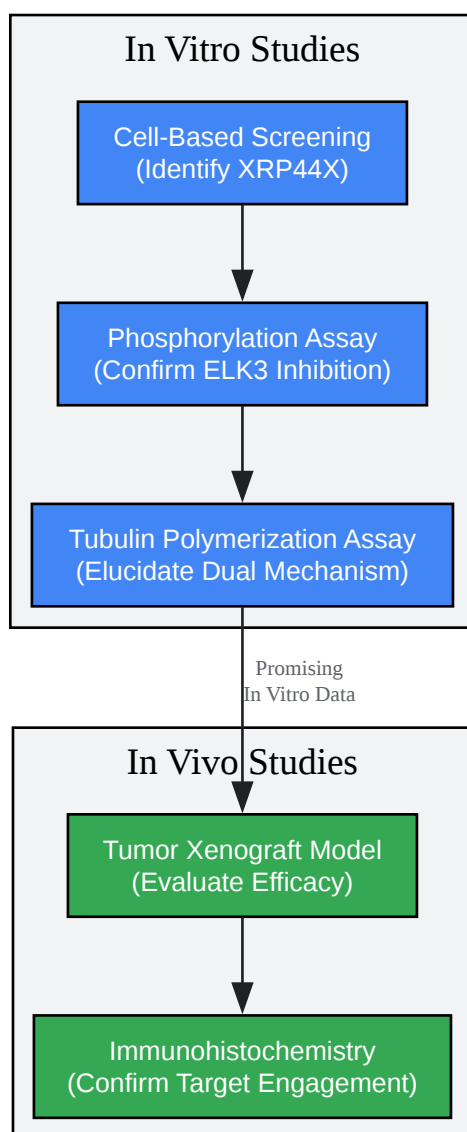 In Vitro Studies
Cell-Based Screening
(Identify XRP44X)
Phosphorylation Assay
(Confirm ELK3 Inhibition)
Tubulin Polymerization Assay
(Elucidate Dual Mechanism)
Promising
In Vitro Data
In Vivo Studies
Tumor Xenograft Model
(Evaluate Efficacy)
Immunohistochemistry
(Confirm Target Engagement)